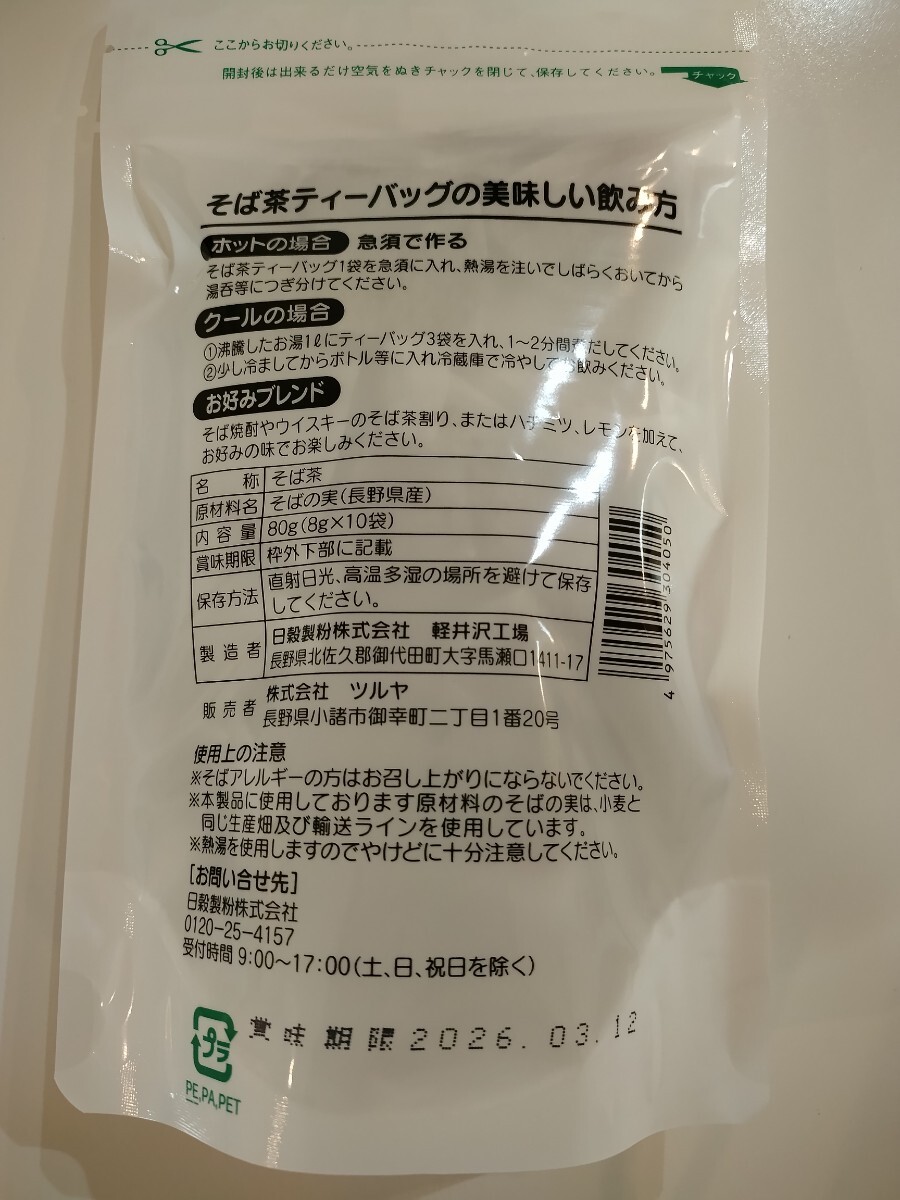 ここからお切りください。
開封後は出来るだけ空気をぬきチャックを閉じて、保存してください。
チャック
そば茶ティーバッグの美味しい飲み方
ホットの場合 急須で作る
そば茶ティーバッグ1袋を急須に入れ、熱湯を注いでしばらくおいてから
湯呑等につぎ分けてください。
クールの場合
①沸騰したお湯1ℓにティーバッグ3袋を入れ、1〜2分間煮だしてください。
②少し冷ましてからボトル等に入れ冷蔵庫で冷やしてお飲みください。
お好みブレンド
そば焼酎やウイスキーのそば茶割り、またはハチミツ、レモンを加えて、
お好みの味でお楽しみください。
名称 そば茶
原材料名 そばの実(長野県産)
内容量 80g(8g×10袋)
賞味期限 枠外下部に記載
保存方法 直射日光、高温多湿の場所を避けて保存
してください。
製造者 日穀製粉株式会社 軽井沢工場
長野県北佐久郡御代田町大字馬瀬口1411-17
4 975629 304050
販売者 株式会社 ツルヤ
長野県小諸市御幸町二丁目1番20号
使用上の注意
※そばアレルギーの方はお召し上がりにならないでください。
※本製品に使用しております原材料のそばの実は、小麦と
同じ生産畑及び輸送ラインを使用しています。
※熱湯を使用しますのでやけどに十分注意してください。
[お問い合せ先]
日穀製粉株式会社
0120-25-4157
受付時間 9:00〜17:00(土、日、祝日を除く)
プラ
PE,PA,PET
賞味期限2026.03.12